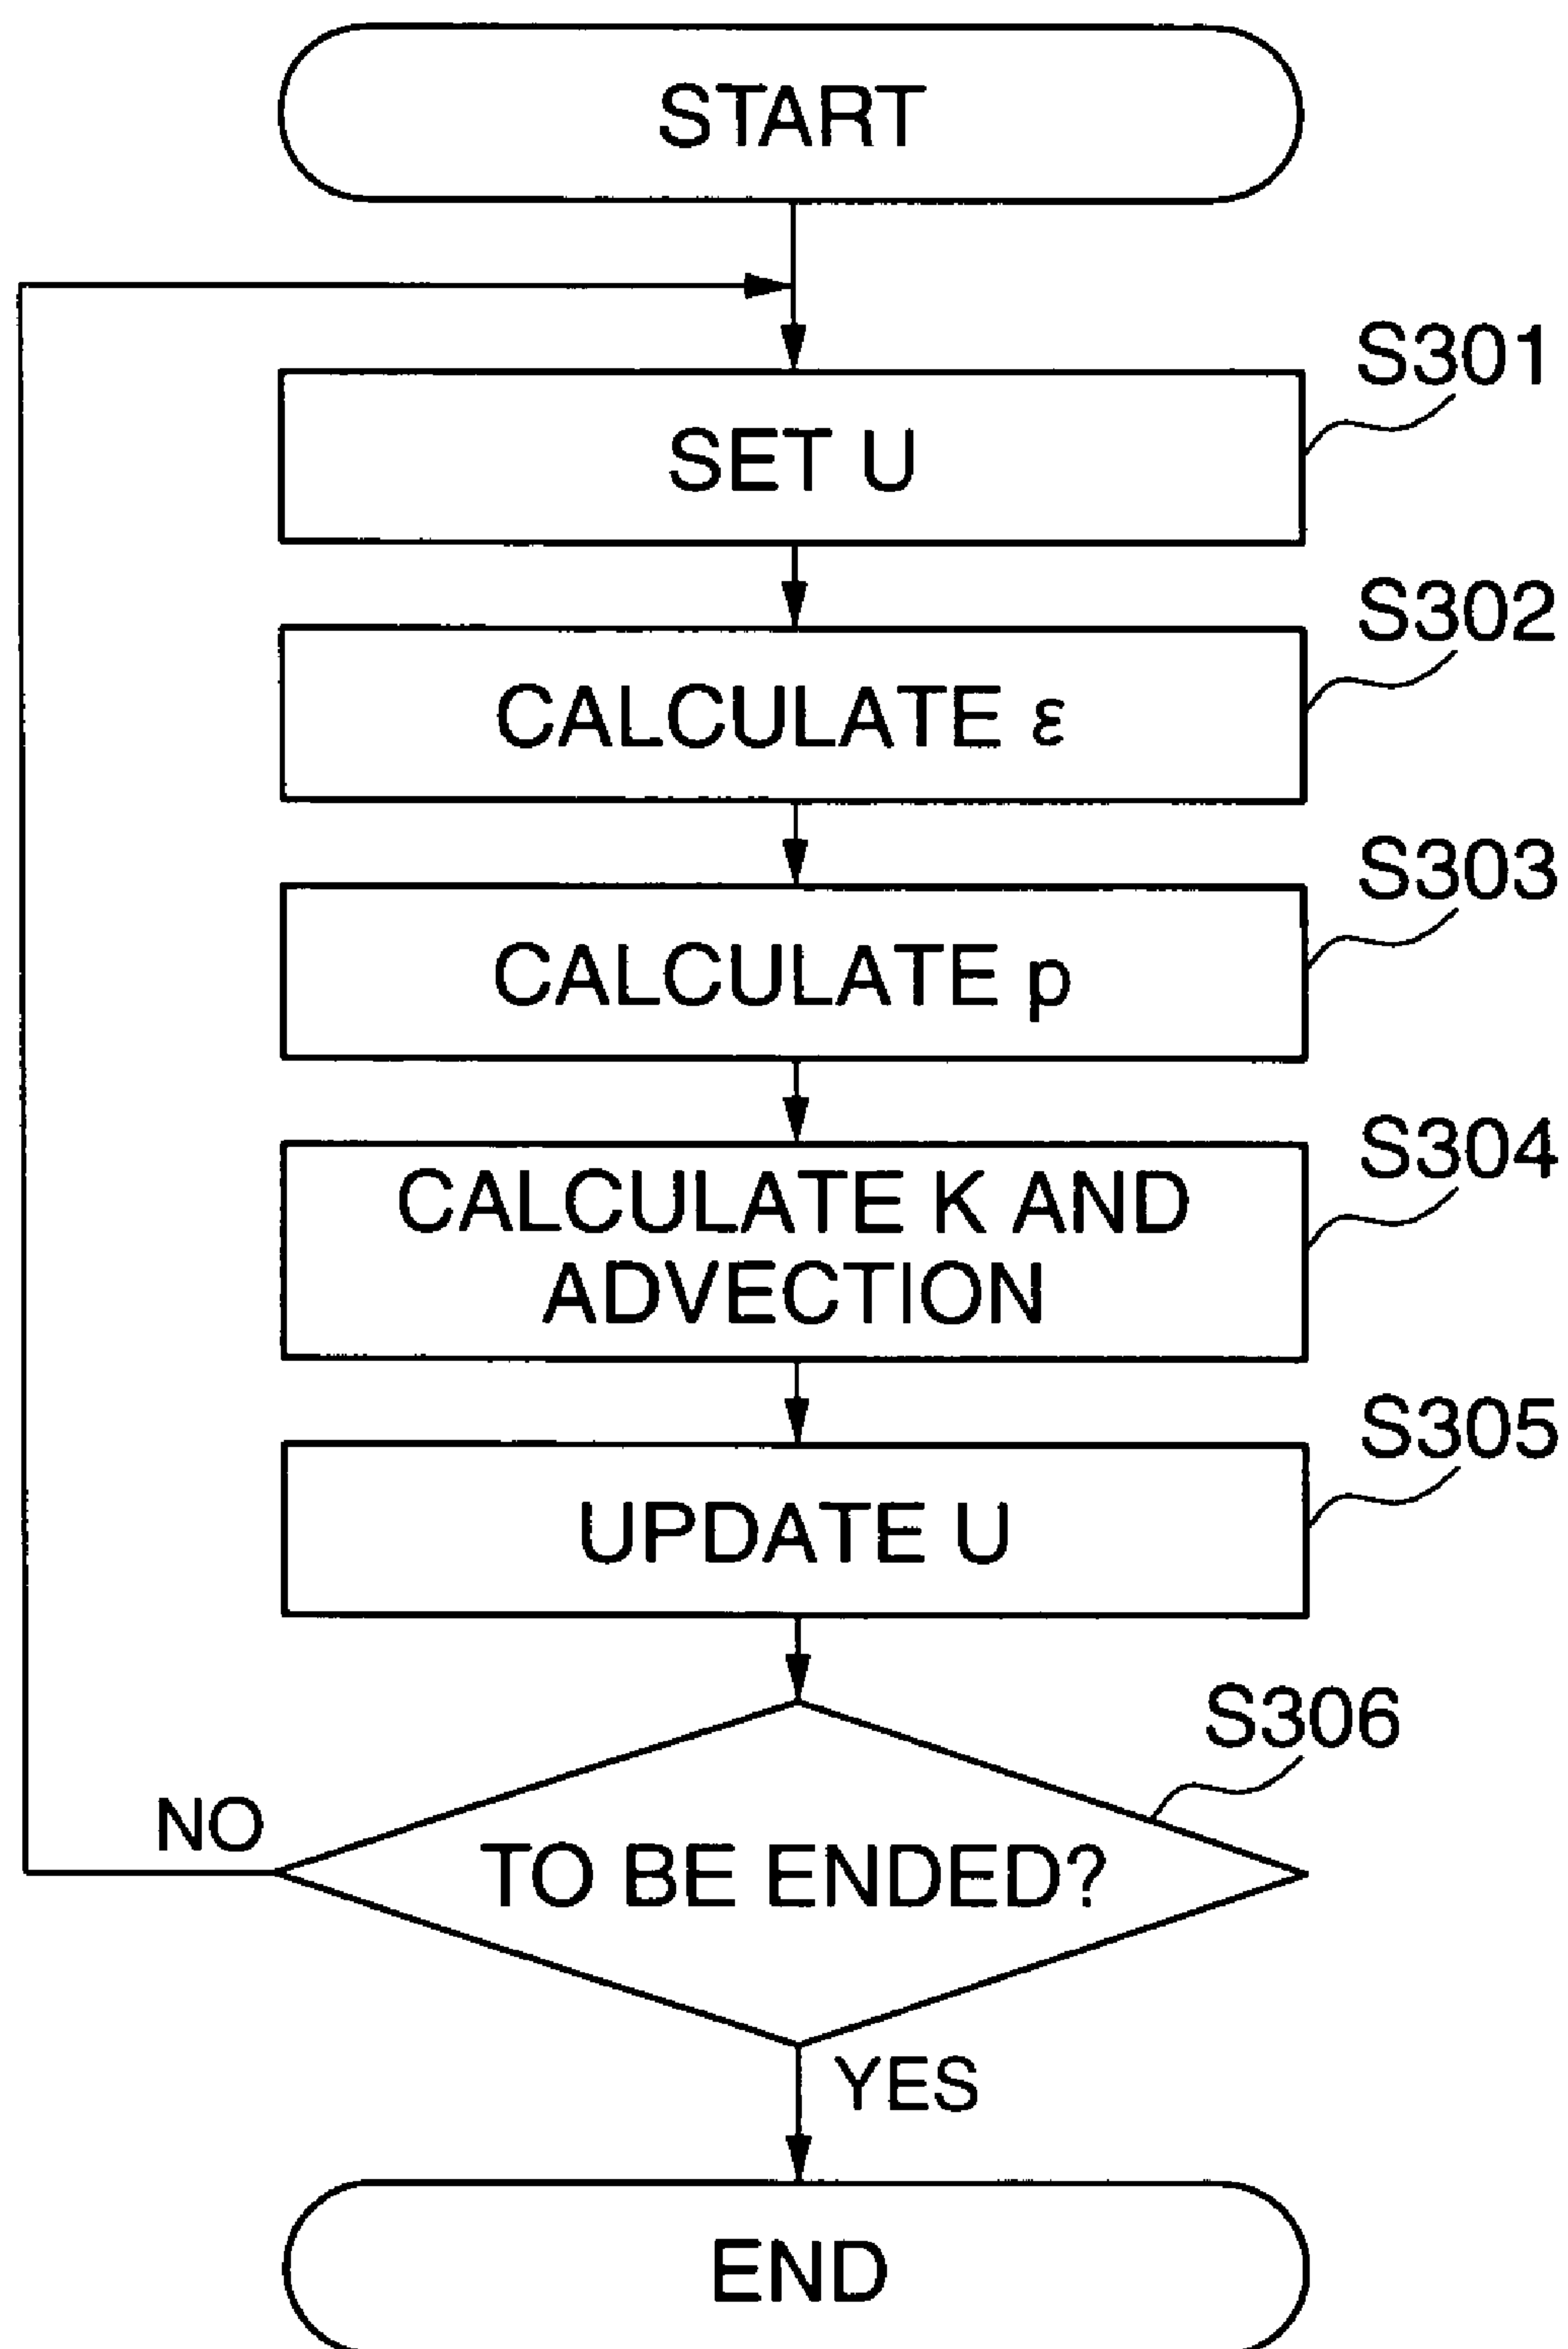 START
S301
SET U
S302
CALCULATE ε
S303
CALCULATE p
S304
CALCULATE K AND
ADVECTION
S305
UPDATE U
S306
NO
TO BE ENDED?
YES
END